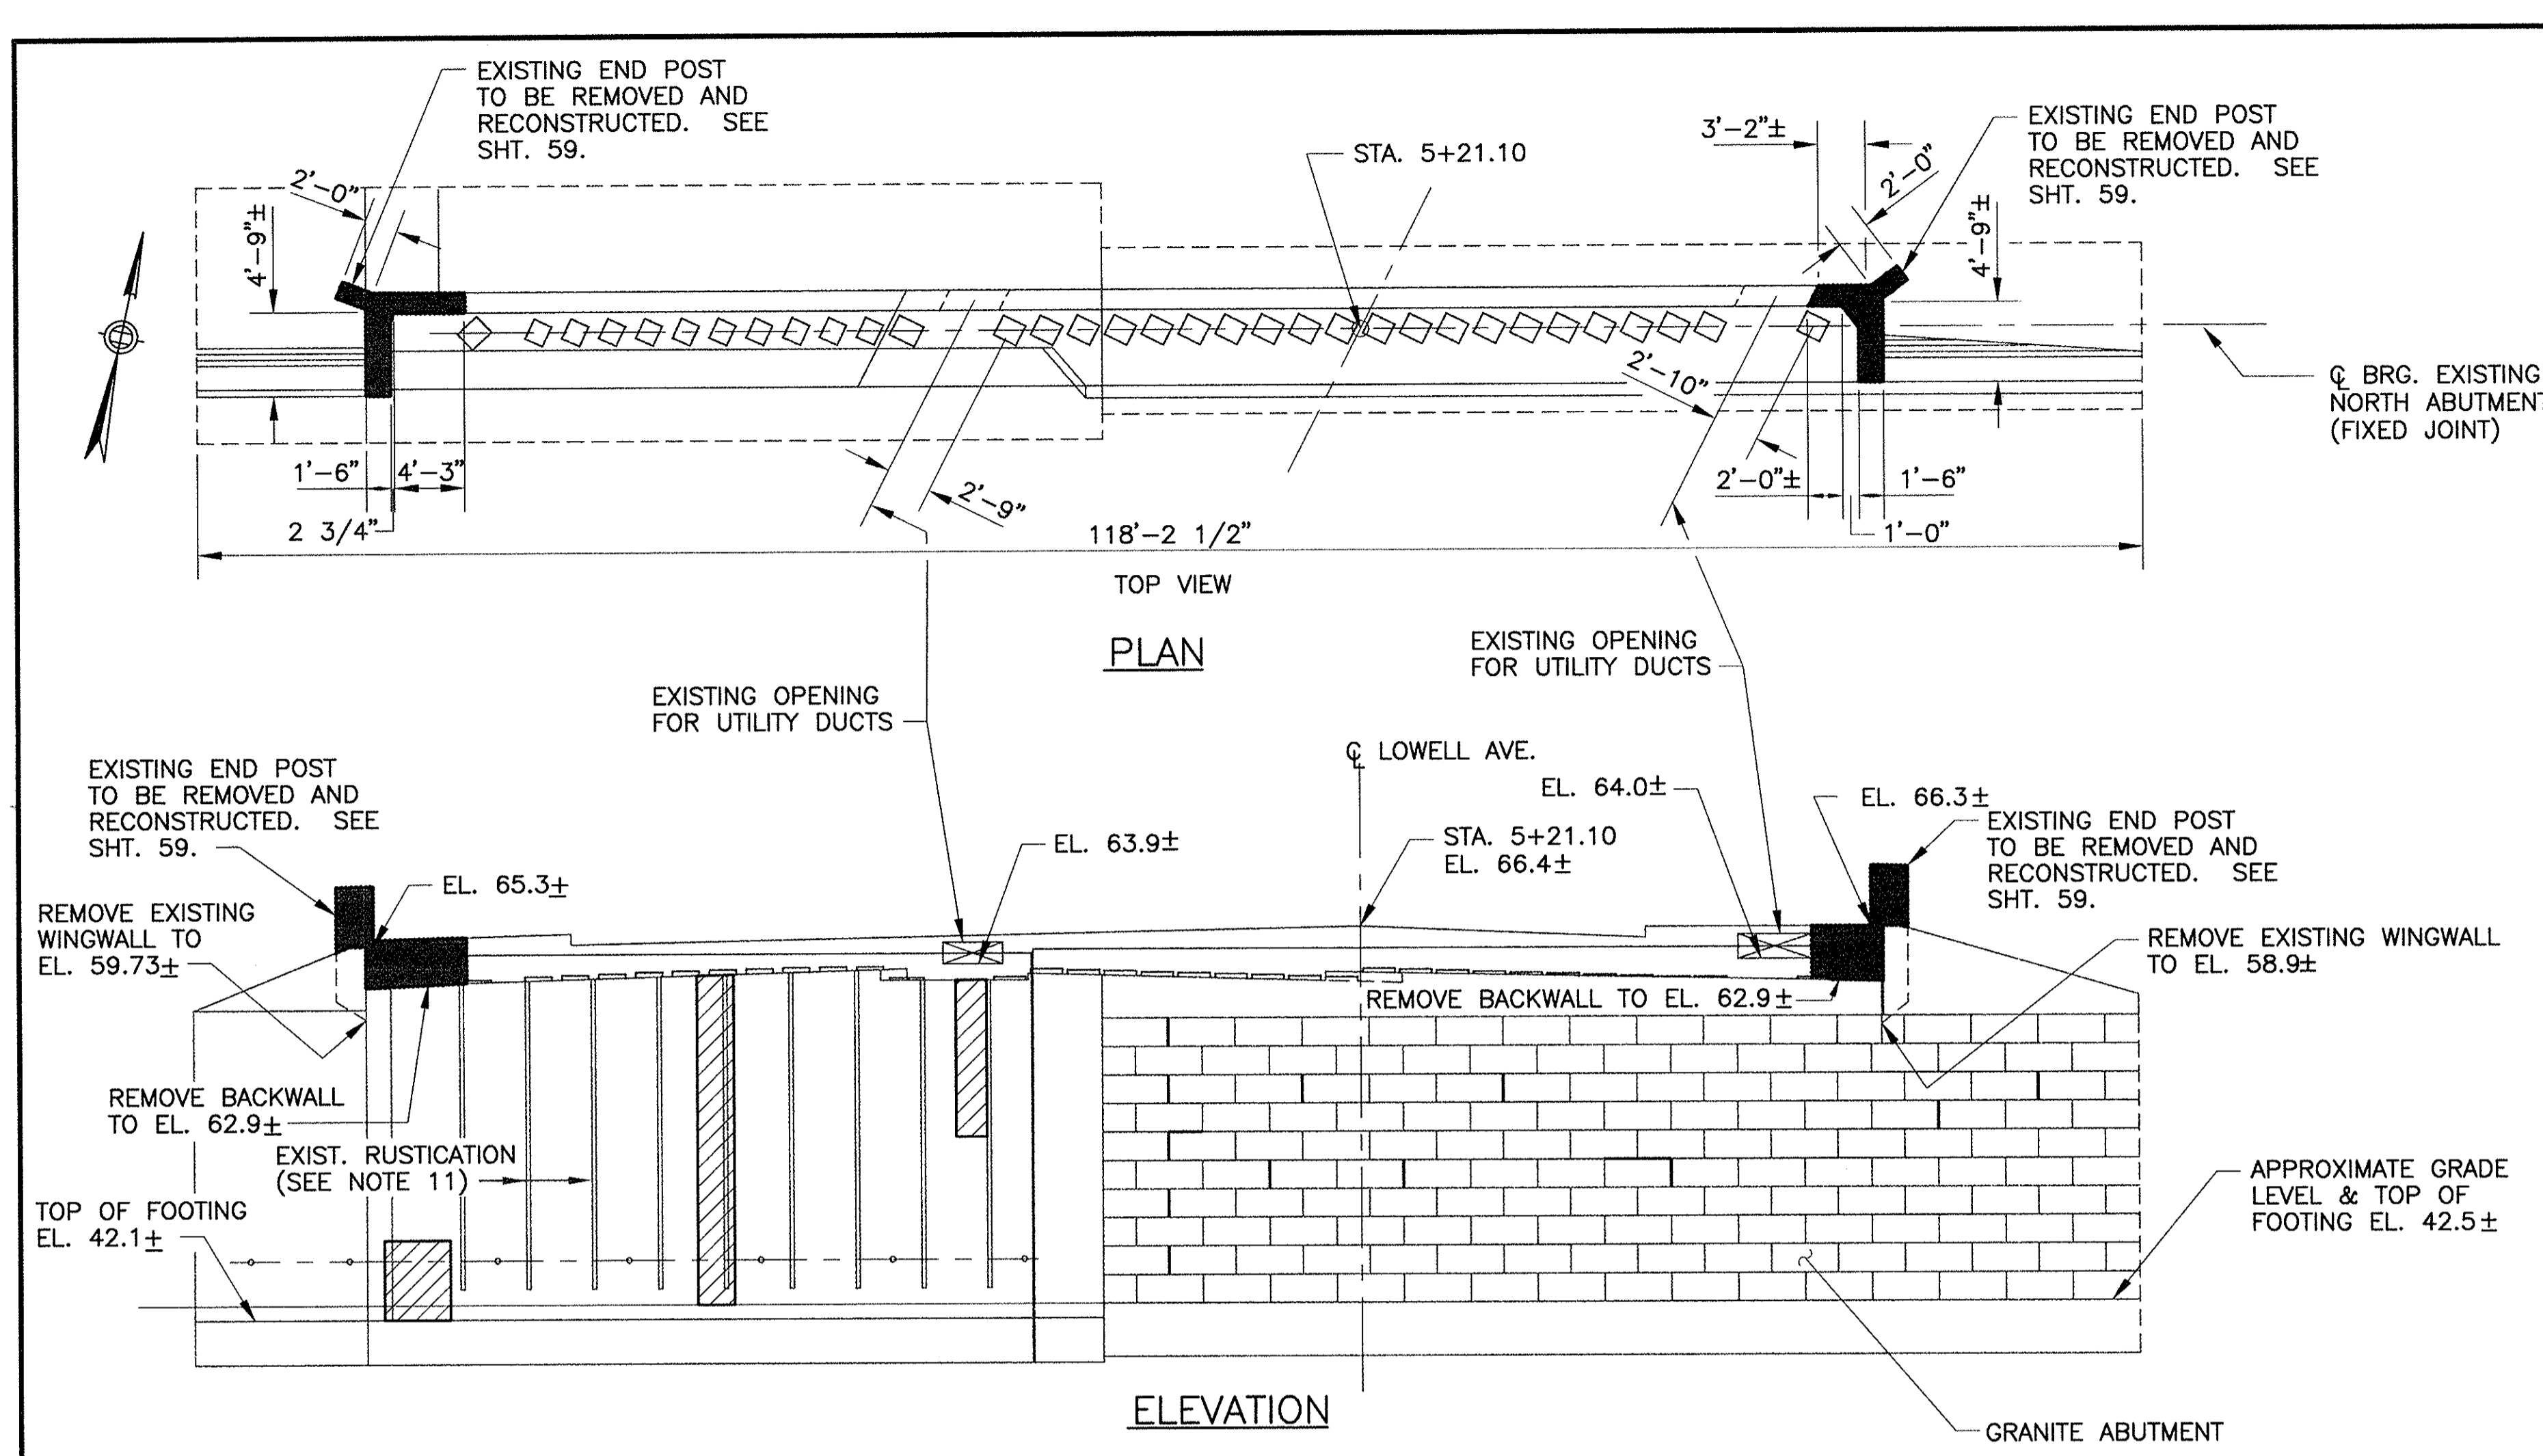 EXISTING END POST
TO BE REMOVED AND
RECONSTRUCTED. SEE
SHT. 59.
EXISTING END POST
TO BE REMOVED AND
RECONSTRUCTED. SEE
SHT. 59.
3'-2"±
STA. 5+21.10
2'-0"
2'-0"
4'-9"±
4'-9"±
℄ BRG. EXISTING
NORTH ABUTMENT
(FIXED JOINT)
2'-10"
1'-6"
4'-3"
2'-9"
2'-0"±
1'-6"
2 3/4"
118'-2 1/2"
1'-0"
TOP VIEW
PLAN
EXISTING OPENING
FOR UTILITY DUCTS
EXISTING OPENING
FOR UTILITY DUCTS
℄ LOWELL AVE.
EXISTING END POST
TO BE REMOVED AND
RECONSTRUCTED. SEE
SHT. 59.
EL. 64.0±
EL. 66.3±
EXISTING END POST
TO BE REMOVED AND
RECONSTRUCTED. SEE
SHT. 59.
EL. 63.9±
STA. 5+21.10
EL. 66.4±
EL. 65.3±
REMOVE EXISTING
WINGWALL TO
EL. 59.73±
REMOVE EXISTING WINGWALL
TO EL. 58.9±
REMOVE BACKWALL TO EL. 62.9±
REMOVE BACKWALL
TO EL. 62.9±
EXIST. RUSTICATION
(SEE NOTE 11)
TOP OF FOOTING
EL. 42.1±
APPROXIMATE GRADE
LEVEL & TOP OF
FOOTING EL. 42.5±
ELEVATION
GRANITE ABUTMENT